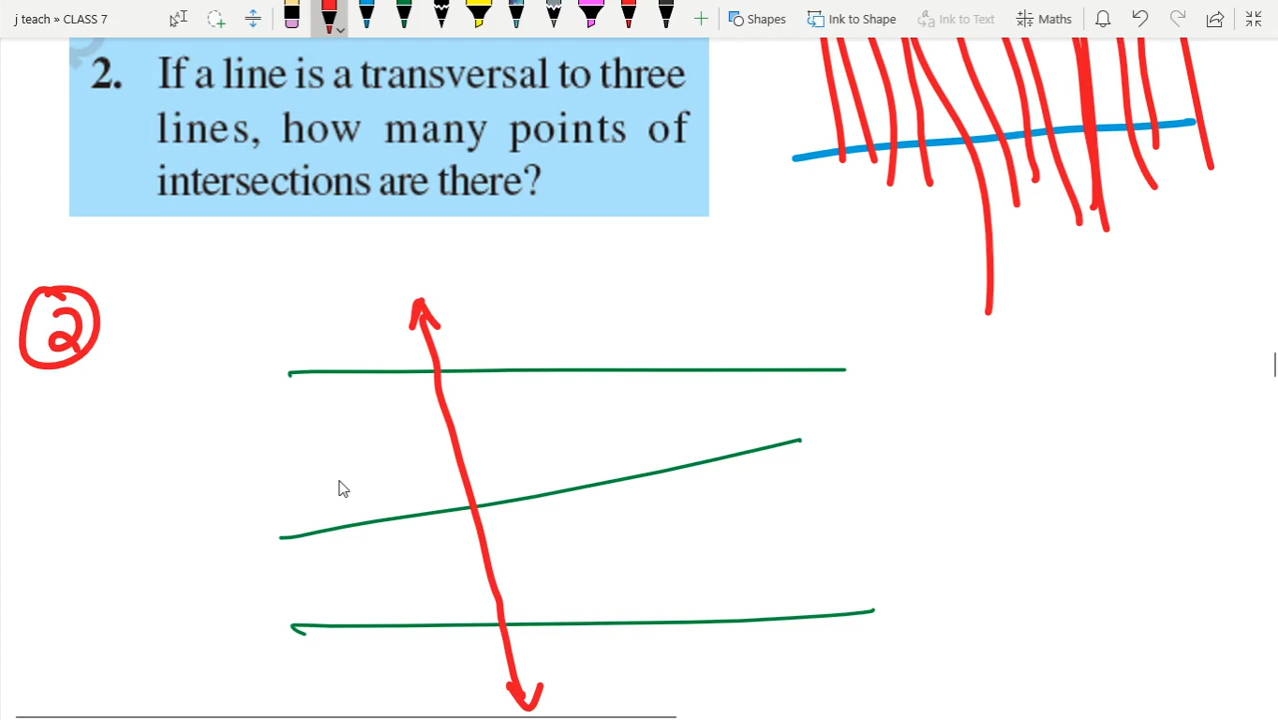 j teach » CLASS 7
Shapes
Ink to Shape
Ink to Text
Maths
2. If a line is a transversal to three
lines, how many points of
intersections are there?
2